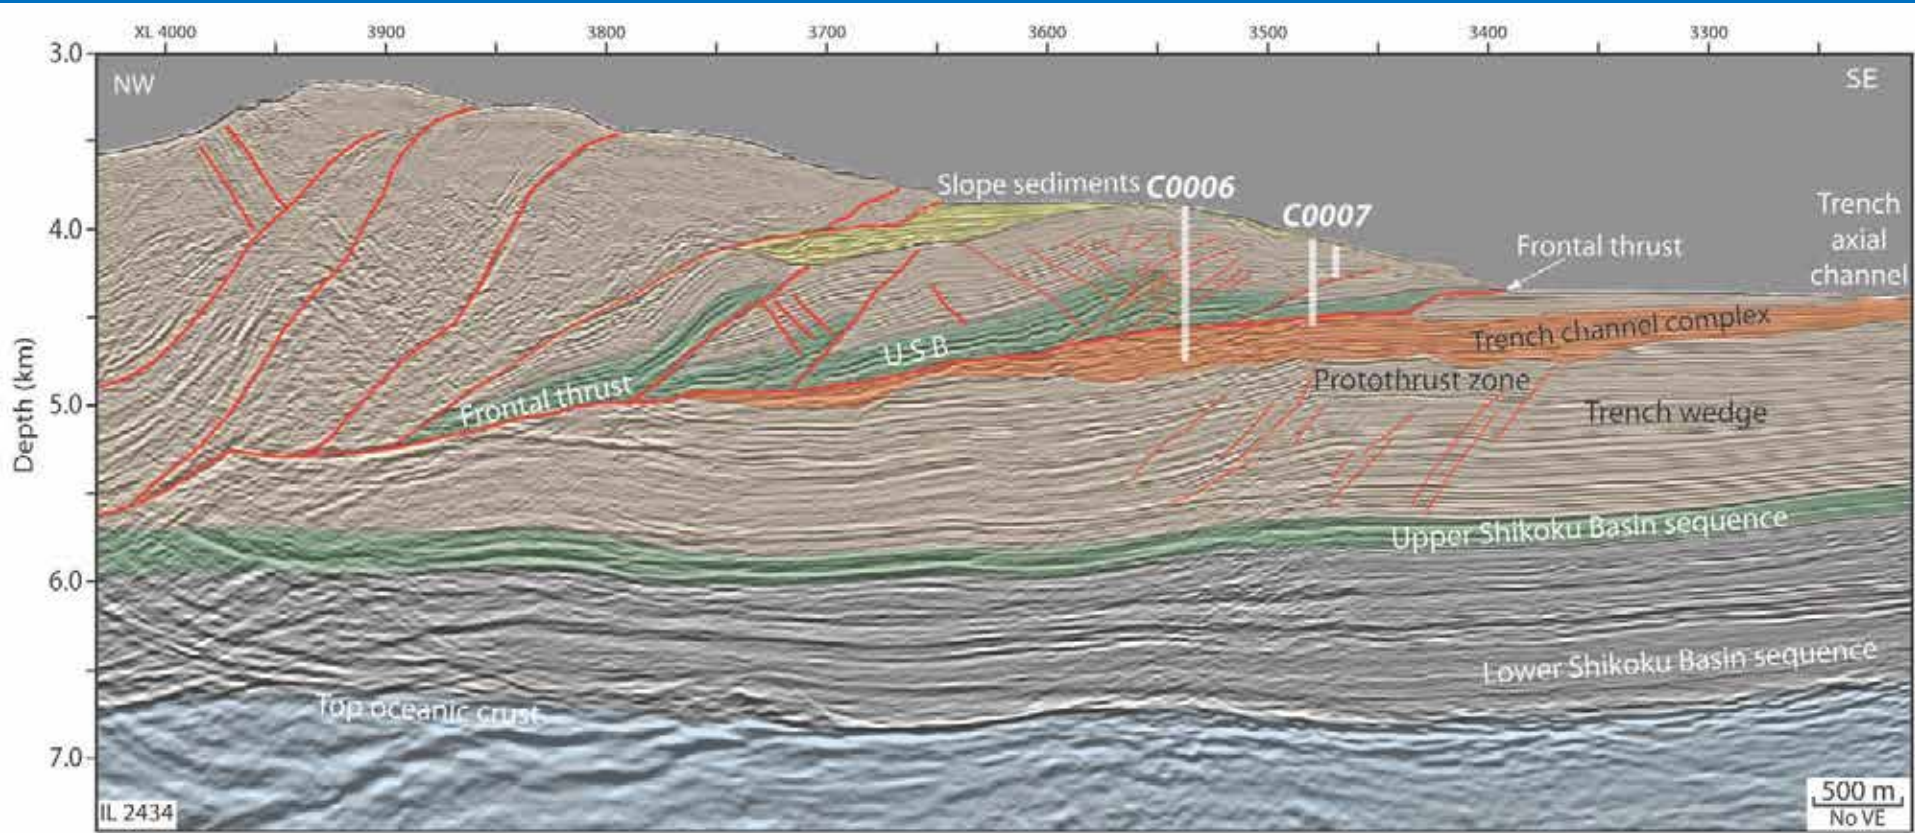 XL 4000 3900 3800 3700 3600 3500 3400 3300
3.0
NW
SE
Slope sediments C0006
C0007
Trench
axial
channel
4.0
Frontal thrust
Trench channel complex
U S B
Depth (km)
Protothrust zone
Frontal thrust
5.0
Trench wedge
Upper Shikoku Basin sequence
6.0
Lower Shikoku Basin sequence
Top oceanic crust
7.0
500 m
No VE
IL 2434